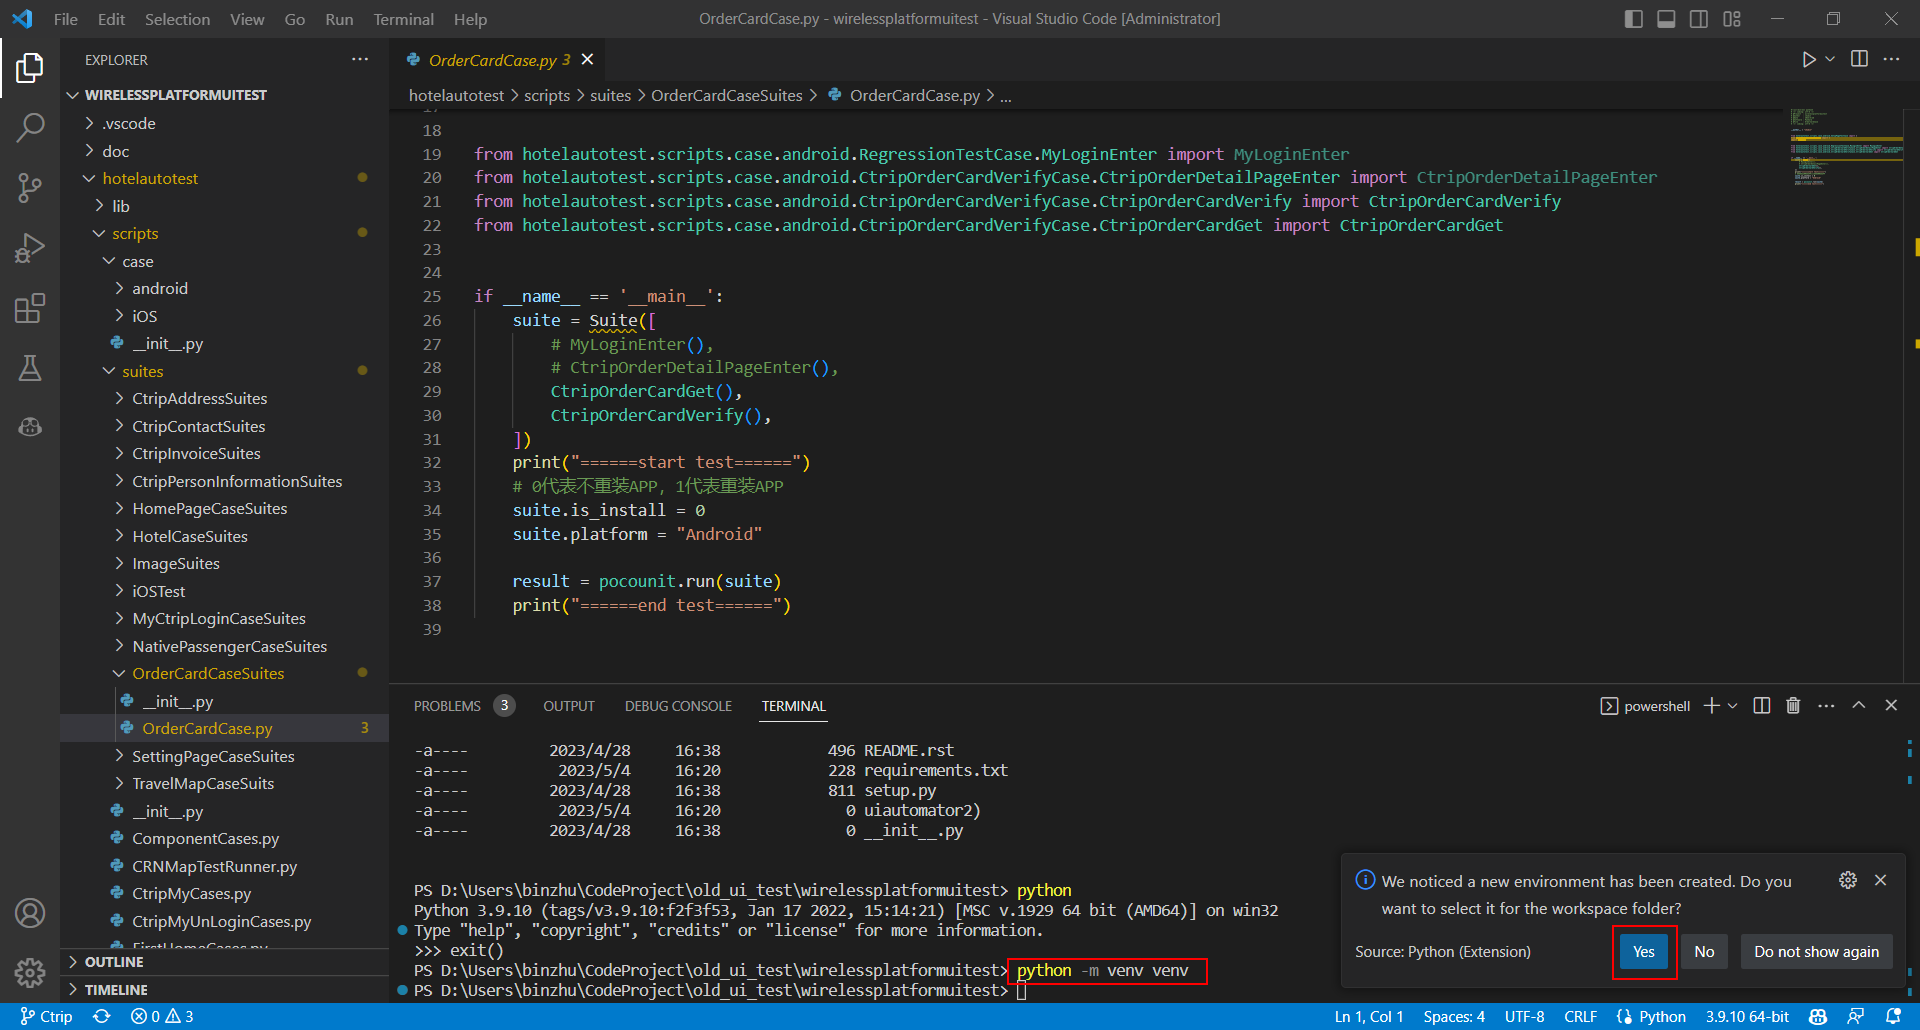 File Edit Selection View Go Run Terminal Help
OrderCardCase.py - wirelessplatformuitest - Visual Studio Code [Administrator]
EXPLORER
WIRELESSPLATFORMUITEST
.vscode
doc
hotelautotest
lib
scripts
case
android
iOS
__init__.py
suites
CtripAddressSuites
CtripContactSuites
CtripInvoiceSuites
CtripPersonInformationSuites
HomePageCaseSuites
HotelCaseSuites
ImageSuites
iOSTest
MyCtripLoginCaseSuites
NativePassengerCaseSuites
OrderCardCaseSuites
__init__.py
OrderCardCase.py 3
SettingPageCaseSuites
TravelMapCaseSuits
__init__.py
ComponentCases.py
CRNMapTestRunner.py
CtripMyCases.py
CtripMyUnLoginCases.py
FirstHomeCases.py
OUTLINE
TIMELINE
OrderCardCase.py 3
hotelautotest > scripts > suites > OrderCardCaseSuites > OrderCardCase.py > ...
17
18
19 from hotelautotest.scripts.case.android.RegressionTestCase.MyLoginEnter import MyLoginEnter
20 from hotelautotest.scripts.case.android.CtripOrderCardVerifyCase.CtripOrderDetailPageEnter import CtripOrderDetailPageEnter
21 from hotelautotest.scripts.case.android.CtripOrderCardVerifyCase.CtripOrderCardVerify import CtripOrderCardVerify
22 from hotelautotest.scripts.case.android.CtripOrderCardVerifyCase.CtripOrderCardGet import CtripOrderCardGet
23
24
25 if __name__ == '__main__':
26 suite = Suite([
27 # MyLoginEnter(),
28 # CtripOrderDetailPageEnter(),
29 CtripOrderCardGet(),
30 CtripOrderCardVerify(),
31 ])
32 print("======start test======")
33 # 0代表不重装APP, 1代表重装APP
34 suite.is_install = 0
35 suite.platform = "Android"
36
37 result = pocounit.run(suite)
38 print("======end test======")
39
PROBLEMS 3 OUTPUT DEBUG CONSOLE TERMINAL
powershell
-a---- 2023/4/28 16:38 496 README.rst
-a---- 2023/5/4 16:20 228 requirements.txt
-a---- 2023/4/28 16:38 811 setup.py
-a---- 2023/5/4 16:20 0 uiautomator2)
-a---- 2023/4/28 16:38 0 __init__.py
PS D:\Users\binzhu\CodeProject\old_ui_test\wirelessplatformuitest> python
Python 3.9.10 (tags/v3.9.10:f2f3f53, Jan 17 2022, 15:14:21) [MSC v.1929 64 bit (AMD64)] on win32
Type "help", "copyright", "credits" or "license" for more information.
>>> exit()
PS D:\Users\binzhu\CodeProject\old_ui_test\wirelessplatformuitest> python -m venv venv
PS D:\Users\binzhu\CodeProject\old_ui_test\wirelessplatformuitest>
We noticed a new environment has been created. Do you
want to select it for the workspace folder?
Source: Python (Extension)
Yes
No
Do not show again
Ctrip 0 3
Ln 1, Col 1 Spaces: 4 UTF-8 CRLF Python 3.9.10 64-bit